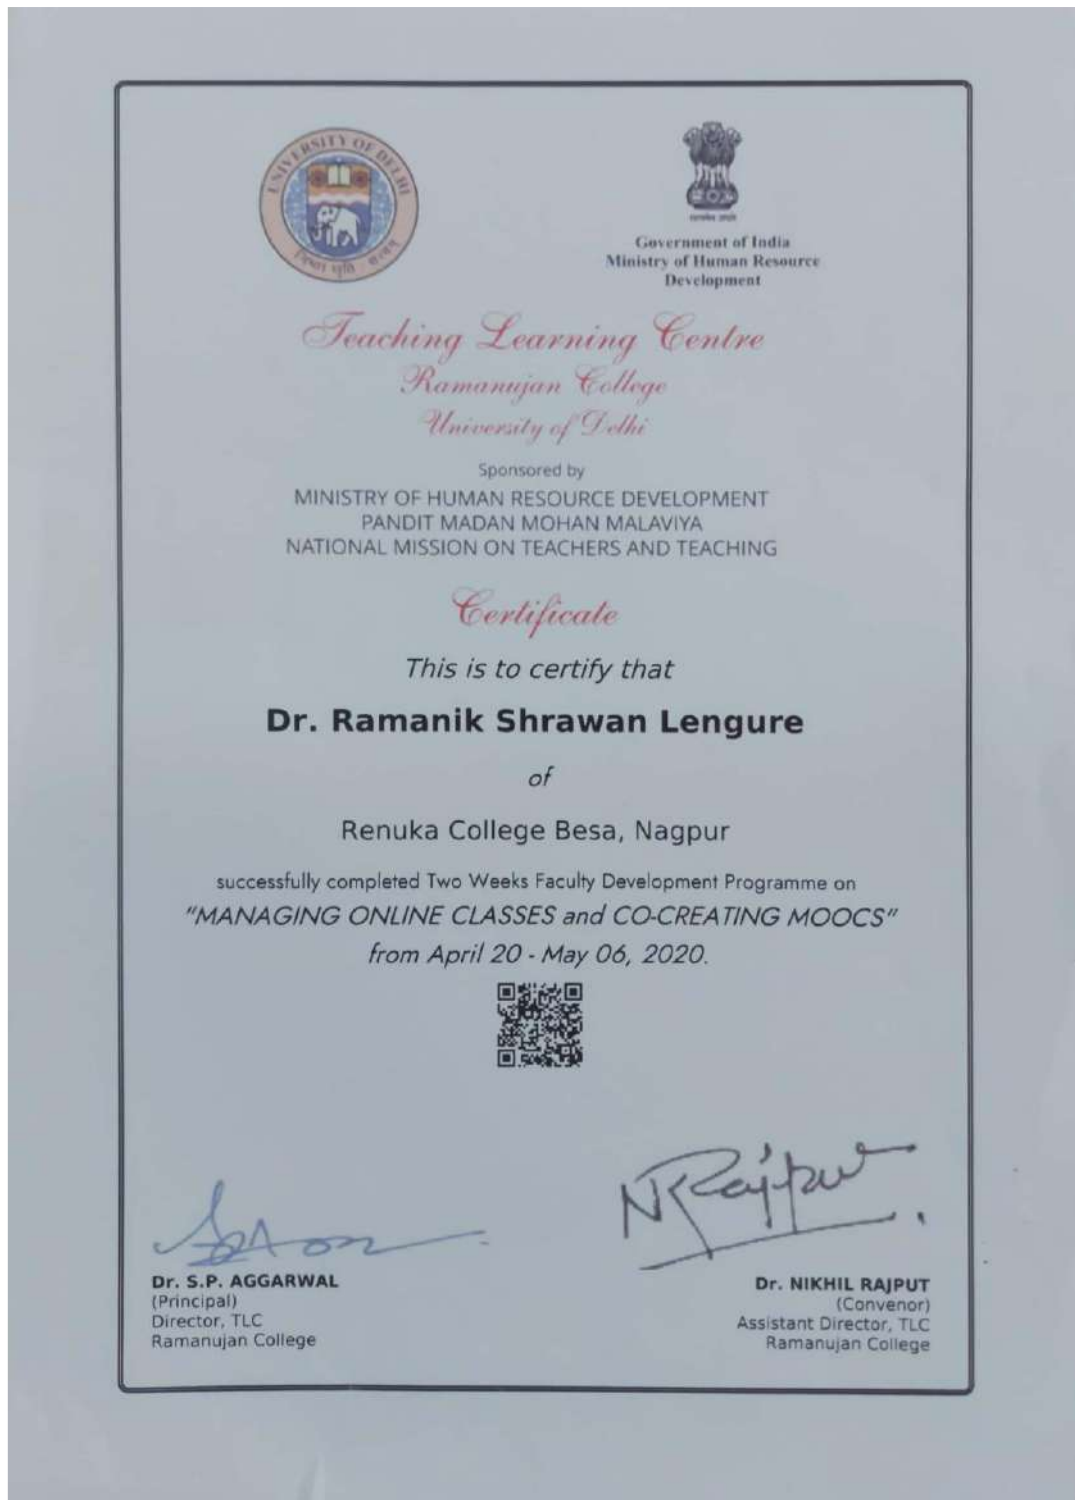 UNIVERSITY OF DELHI
Government of India
Ministry of Human Resource
Development
Teaching Learning Centre
Ramanujan College
University of Delhi
Sponsored by
MINISTRY OF HUMAN RESOURCE DEVELOPMENT
PANDIT MADAN MOHAN MALAVIYA
NATIONAL MISSION ON TEACHERS AND TEACHING
Certificate
This is to certify that
Dr. Ramanik Shrawan Lengure
of
Renuka College Besa, Nagpur
successfully completed Two Weeks Faculty Development Programme on
"MANAGING ONLINE CLASSES and CO-CREATING MOOCS"
from April 20 - May 06, 2020.
NRajput
Dr. S.P. AGGARWAL
(Principal)
Director, TLC
Ramanujan College
Dr. NIKHIL RAJPUT
(Convenor)
Assistant Director, TLC
Ramanujan College